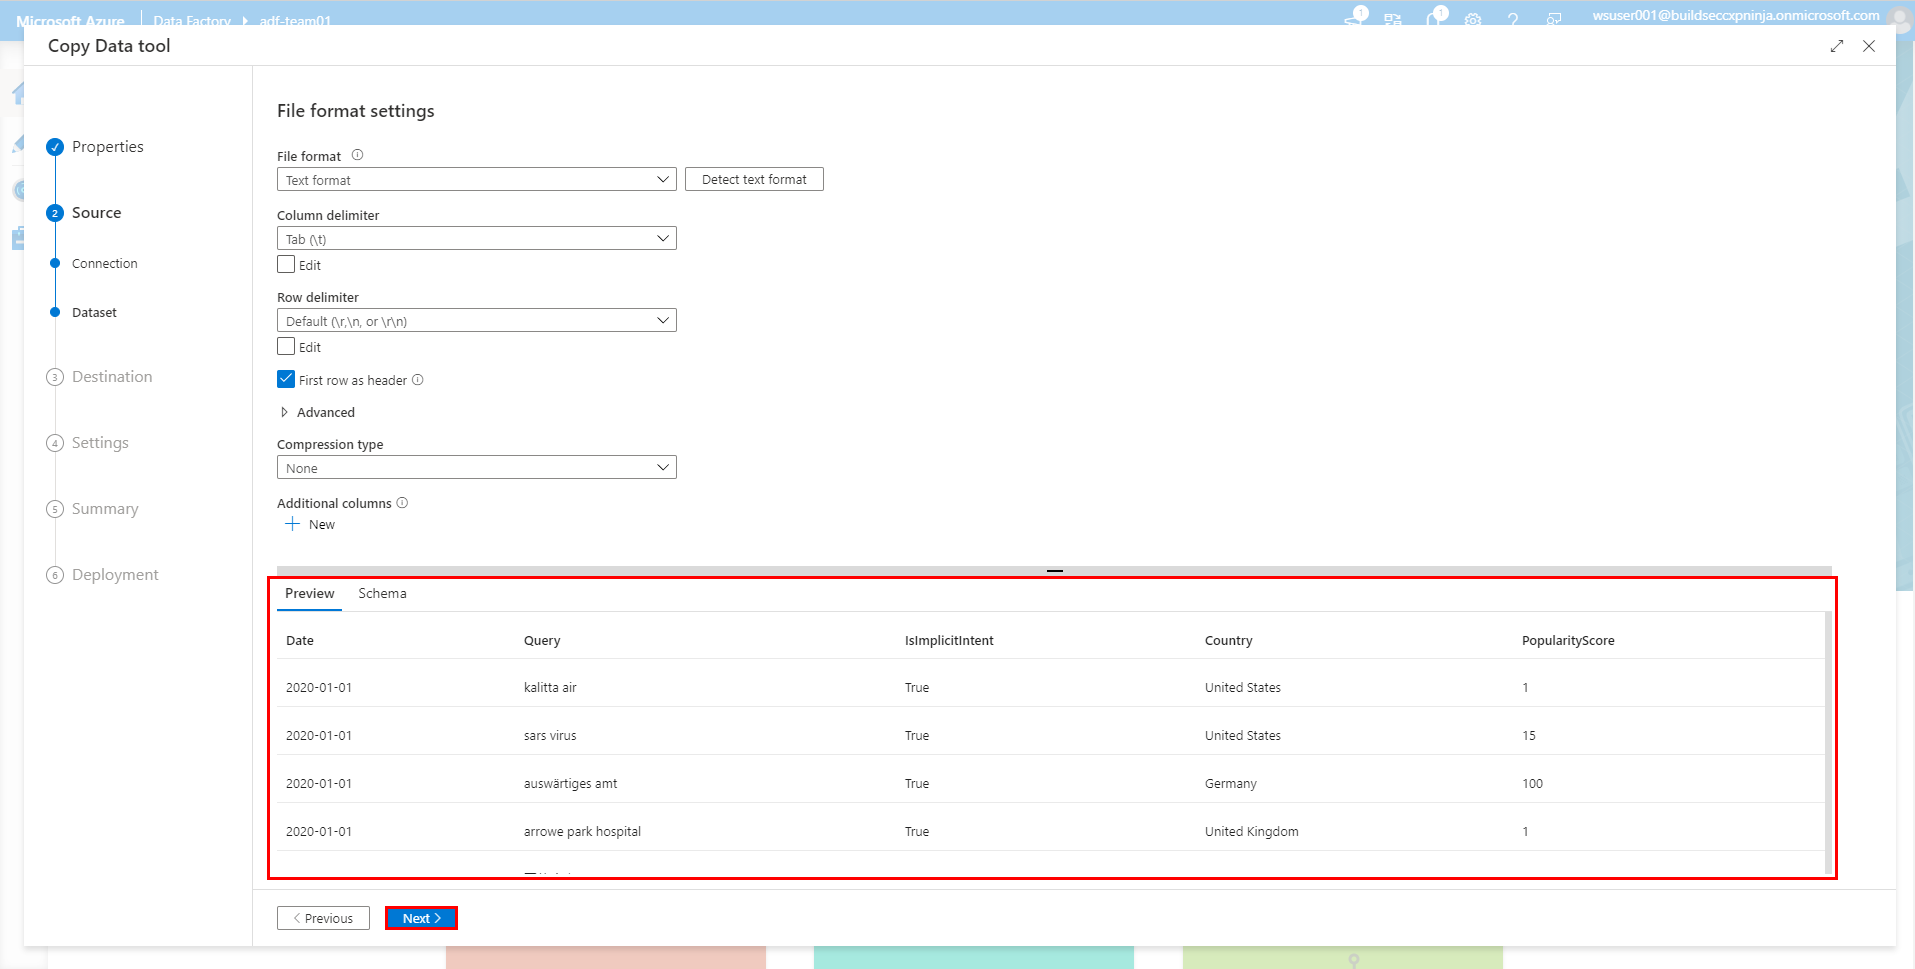 Microsoft Azure Data Factory adf-team01 1 1 wsuser001@buildseccxpninja.onmicrosoft.com
Copy Data tool
Properties
2 Source
Connection
Dataset
3 Destination
4 Settings
5 Summary
6 Deployment
File format settings
File format
Text format Detect text format
Column delimiter
Tab (\t)
Edit
Row delimiter
Default (\r,\n, or \r\n)
Edit
First row as header
Advanced
Compression type
None
Additional columns
New
Preview Schema
Date Query IsImplicitIntent Country PopularityScore
2020-01-01 kalitta air True United States 1
2020-01-01 sars virus True United States 15
2020-01-01 auswärtiges amt True Germany 100
2020-01-01 arrowe park hospital True United Kingdom 1
Previous Next